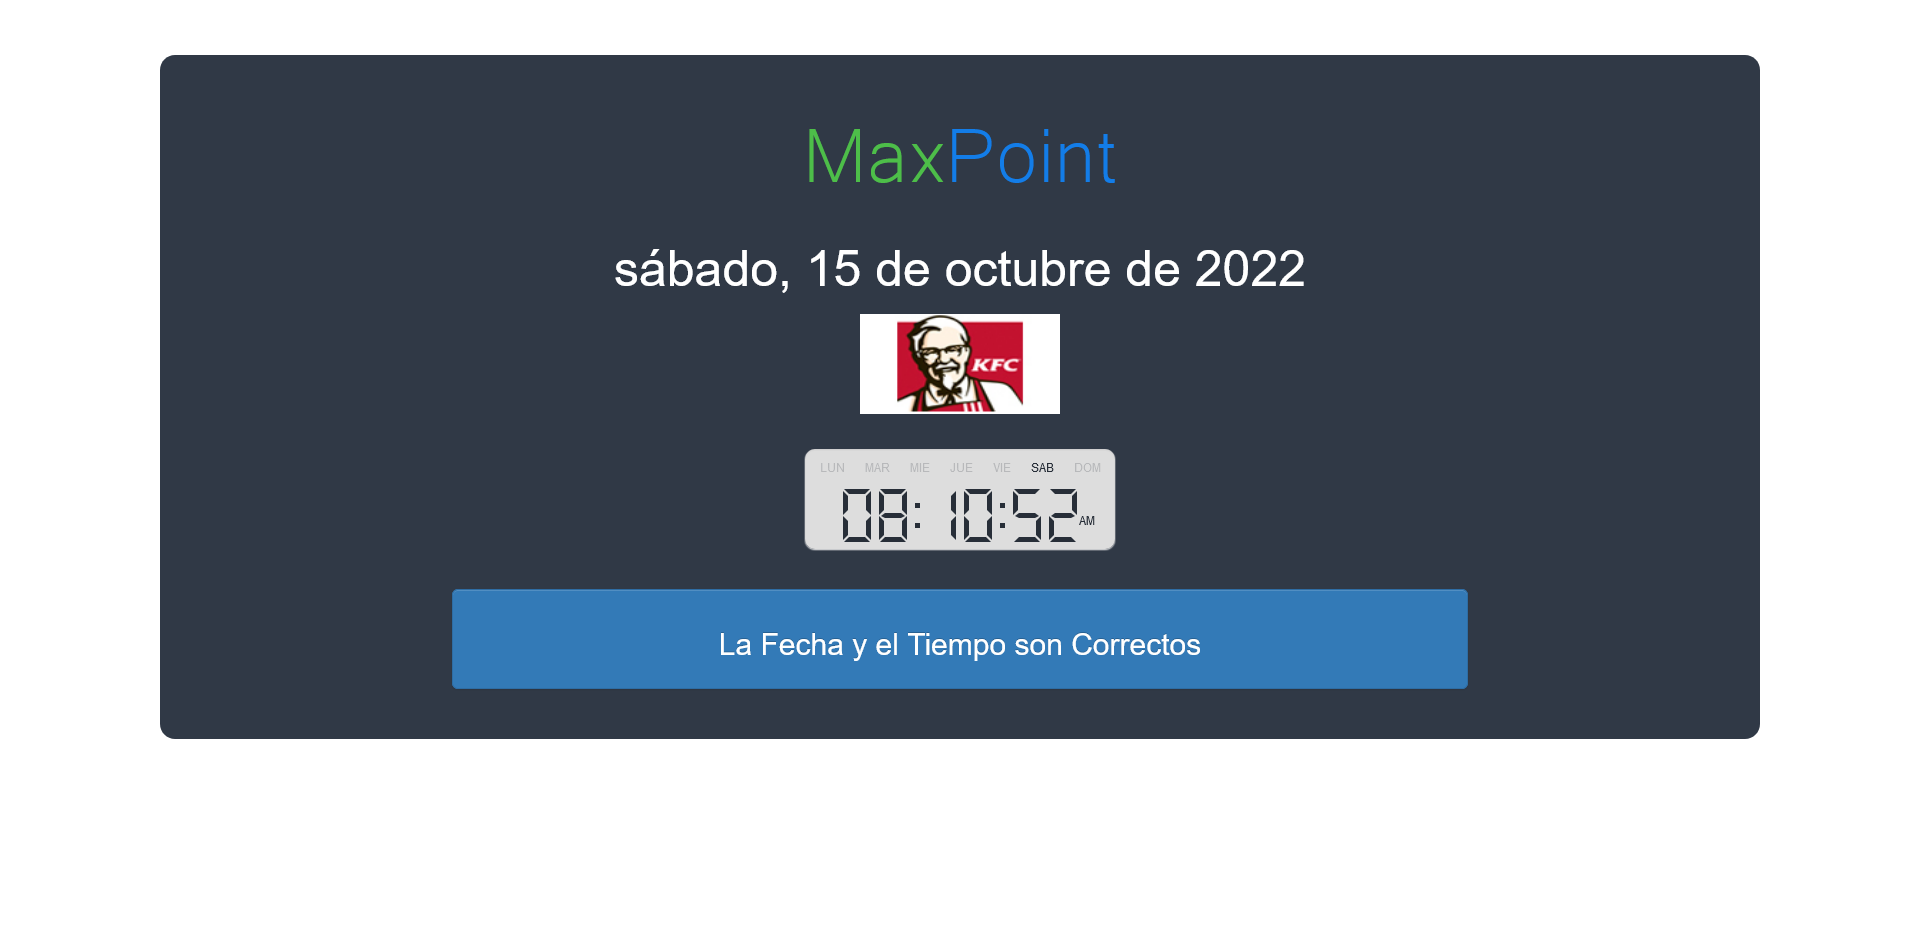 MaxPoint
sábado, 15 de octubre de 2022
KFC
LUN MAR MIE JUE VIE SAB DOM
08:10:52 AM
La Fecha y el Tiempo son Correctos